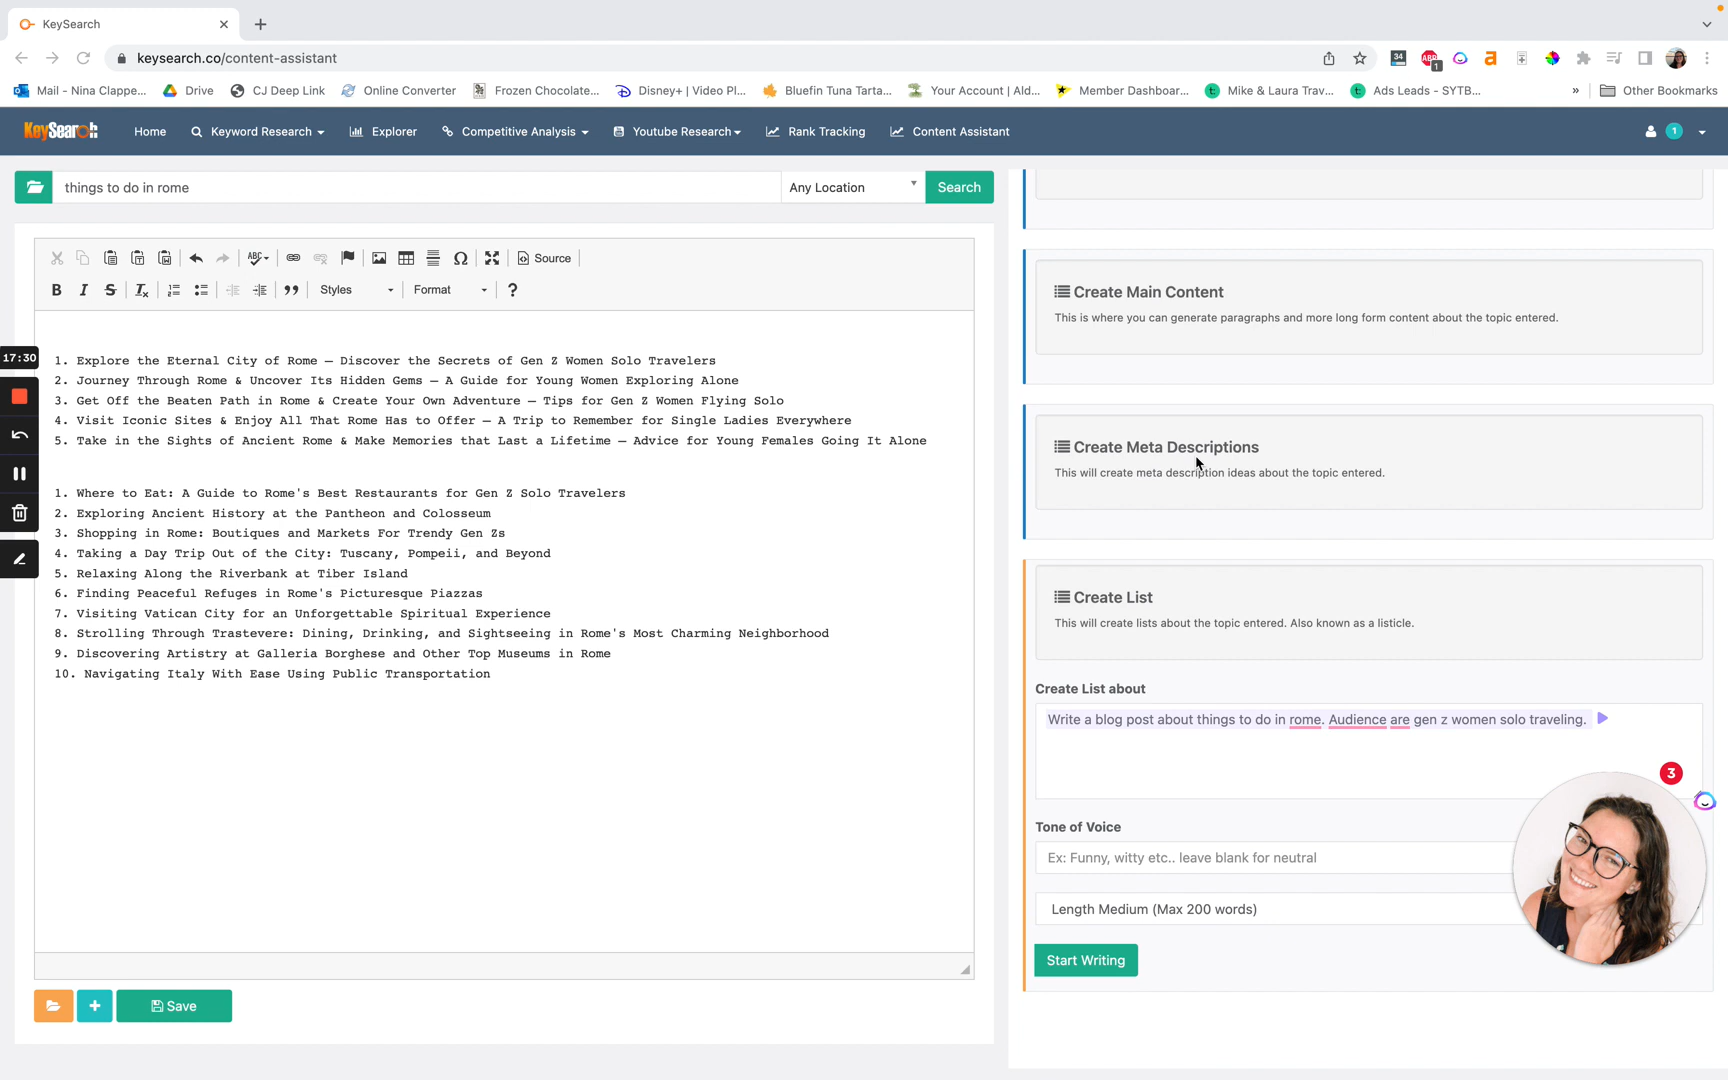 KeySearch
keysearch.co/content-assistant
34
ABP
1
Mail - Nina Clappe...
Drive
CJ Deep Link
Online Converter
Frozen Chocolate...
Disney+ | Video Pl...
Bluefin Tuna Tarta...
Your Account | Ald...
Member Dashboar...
Mike & Laura Trav...
Ads Leads - SYTB...
»
Other Bookmarks
KeySearch
Home
Keyword Research
Explorer
Competitive Analysis
Youtube Research
Rank Tracking
Content Assistant
1
things to do in rome
Any Location
Search
ABC
Source
B I S
Styles
Format
?
17:30
1. Explore the Eternal City of Rome – Discover the Secrets of Gen Z Women Solo Travelers
2. Journey Through Rome & Uncover Its Hidden Gems – A Guide for Young Women Exploring Alone
3. Get Off the Beaten Path in Rome & Create Your Own Adventure – Tips for Gen Z Women Flying Solo
4. Visit Iconic Sites & Enjoy All That Rome Has to Offer – A Trip to Remember for Single Ladies Everywhere
5. Take in the Sights of Ancient Rome & Make Memories that Last a Lifetime – Advice for Young Females Going It Alone
1. Where to Eat: A Guide to Rome's Best Restaurants for Gen Z Solo Travelers
2. Exploring Ancient History at the Pantheon and Colosseum
3. Shopping in Rome: Boutiques and Markets For Trendy Gen Zs
4. Taking a Day Trip Out of the City: Tuscany, Pompeii, and Beyond
5. Relaxing Along the Riverbank at Tiber Island
6. Finding Peaceful Refuges in Rome's Picturesque Piazzas
7. Visiting Vatican City for an Unforgettable Spiritual Experience
8. Strolling Through Trastevere: Dining, Drinking, and Sightseeing in Rome's Most Charming Neighborhood
9. Discovering Artistry at Galleria Borghese and Other Top Museums in Rome
10. Navigating Italy With Ease Using Public Transportation
Save
Create Main Content
This is where you can generate paragraphs and more long form content about the topic entered.
Create Meta Descriptions
This will create meta description ideas about the topic entered.
Create List
This will create lists about the topic entered. Also known as a listicle.
Create List about
Write a blog post about things to do in rome. Audience are gen z women solo traveling.
3
Tone of Voice
Ex: Funny, witty etc.. leave blank for neutral
Length Medium (Max 200 words)
Start Writing